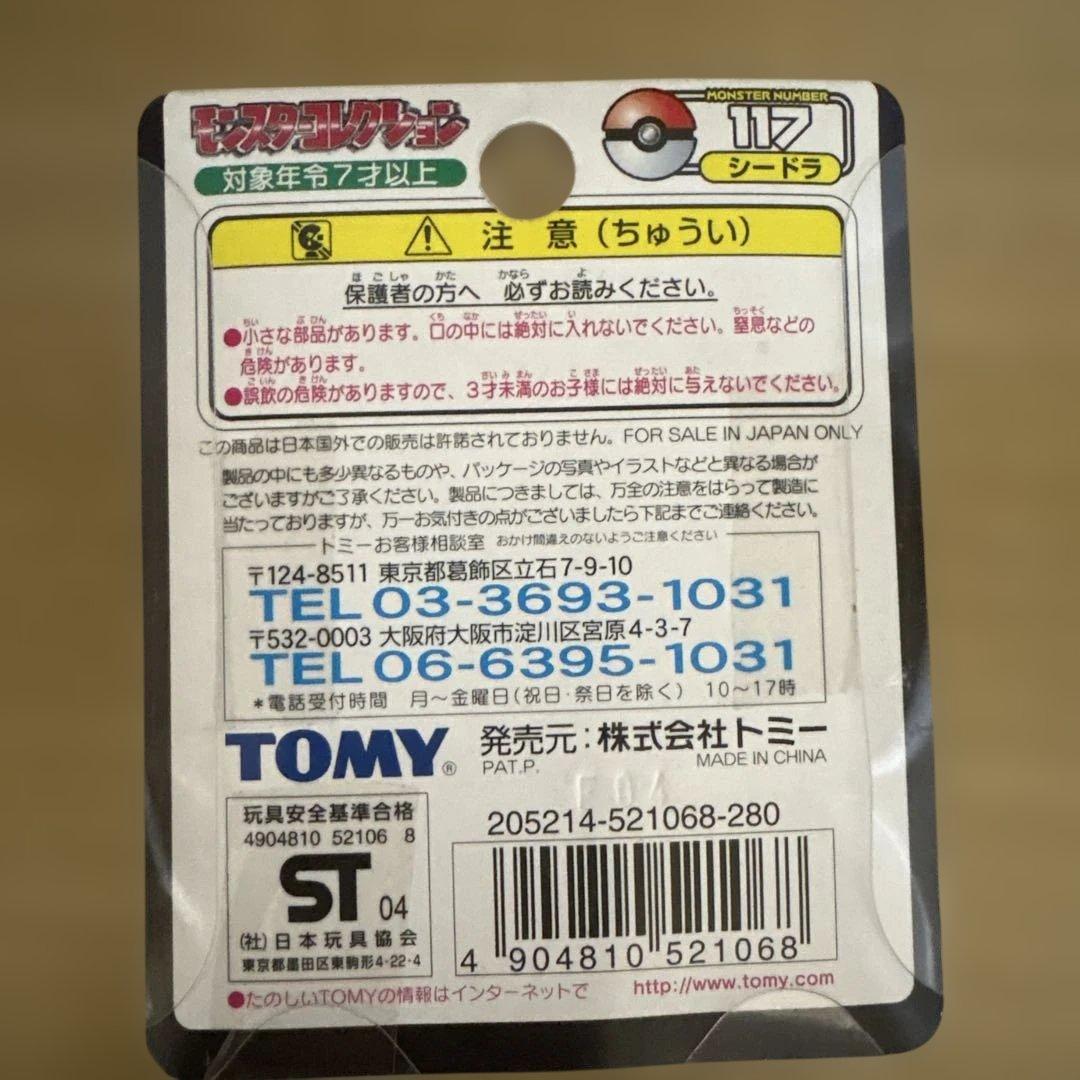 モンスターコレクション
対象年令7才以上
MONSTER NUMBER
117
シードラ
注 意（ちゅうい）
ほごしゃ かた かなら よ
保護者の方へ 必ずお読みください。
ちい ぶひん くち なか ぜったい い ちっそく
●小さな部品があります。口の中には絶対に入れないでください。窒息などの
きけん
危険があります。
ごいん きけん さいみまん こさま ぜったい あた
●誤飲の危険がありますので、3才未満のお子様には絶対に与えないでください。
この商品は日本国外での販売は許諾されておりません。FOR SALE IN JAPAN ONLY
製品の中にも多少異なるものや、パッケージの写真やイラストなどと異なる場合が
ございますがご了承ください。製品につきましては、万全の注意をはらって製造に
当たっておりますが、万一お気付きの点がございましたら下記までご連絡ください。
トミーお客様相談室 おかけ間違えのないようご注意ください
〒124-8511 東京都葛飾区立石7-9-10
TEL 03-3693-1031
〒532-0003 大阪府大阪市淀川区宮原4-3-7
TEL 06-6395-1031
*電話受付時間 月～金曜日(祝日・祭日を除く) 10～17時
TOMY® 発売元：株式会社トミー
PAT.P. MADE IN CHINA
玩具安全基準合格
4904810 52106 8
ST 04
(社)日本玩具協会
東京都墨田区東駒形4-22-4
205214-521068-280
4 904810 521068
●たのしいTOMYの情報はインターネットで http://www.tomy.com